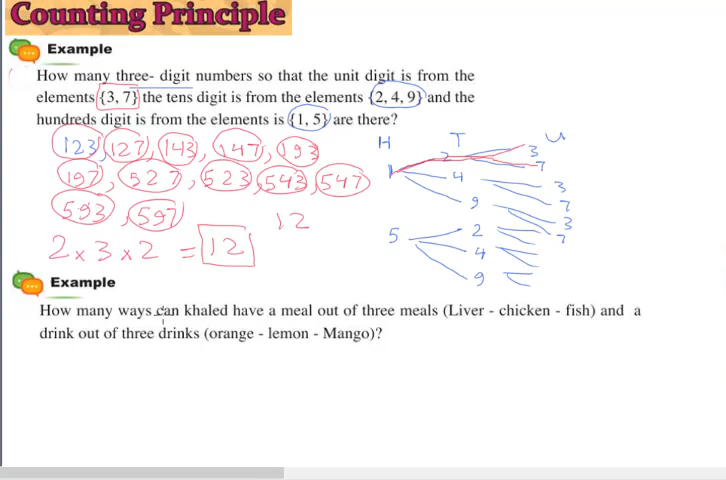 Counting Principle
Example
How many three- digit numbers so that the unit digit is from the
elements {3, 7} the tens digit is from the elements {2, 4, 9} and the
hundreds digit is from the elements is {1, 5} are there?
123, 127, 143, 147, 193
197, 527, 523, 543, 547
593, 597
12
2 x 3 x 2 = 12
H T U
1 2 3
7
4 3
7
9 3
7
5 2
4
9
Example
How many ways can khaled have a meal out of three meals (Liver - chicken - fish) and a
drink out of three drinks (orange - lemon - Mango)?